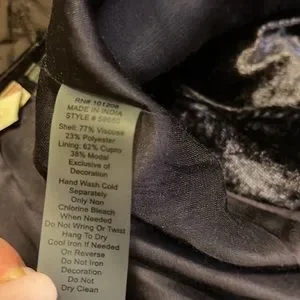 RN# 101208
MADE IN INDIA
Shell: 77% Viscose
23% Polyester
Lining: 62% Cupro
38% Modal
Exclusive of
Decoration
Hand Wash Cold
Separately
Only Non
Chlorine Bleach
When Needed
Do Not Wring Or Twist
Hang To Dry
Cool Iron If Needed
On Reverse
Do Not Iron
Decoration
Do Not
Dry Clean